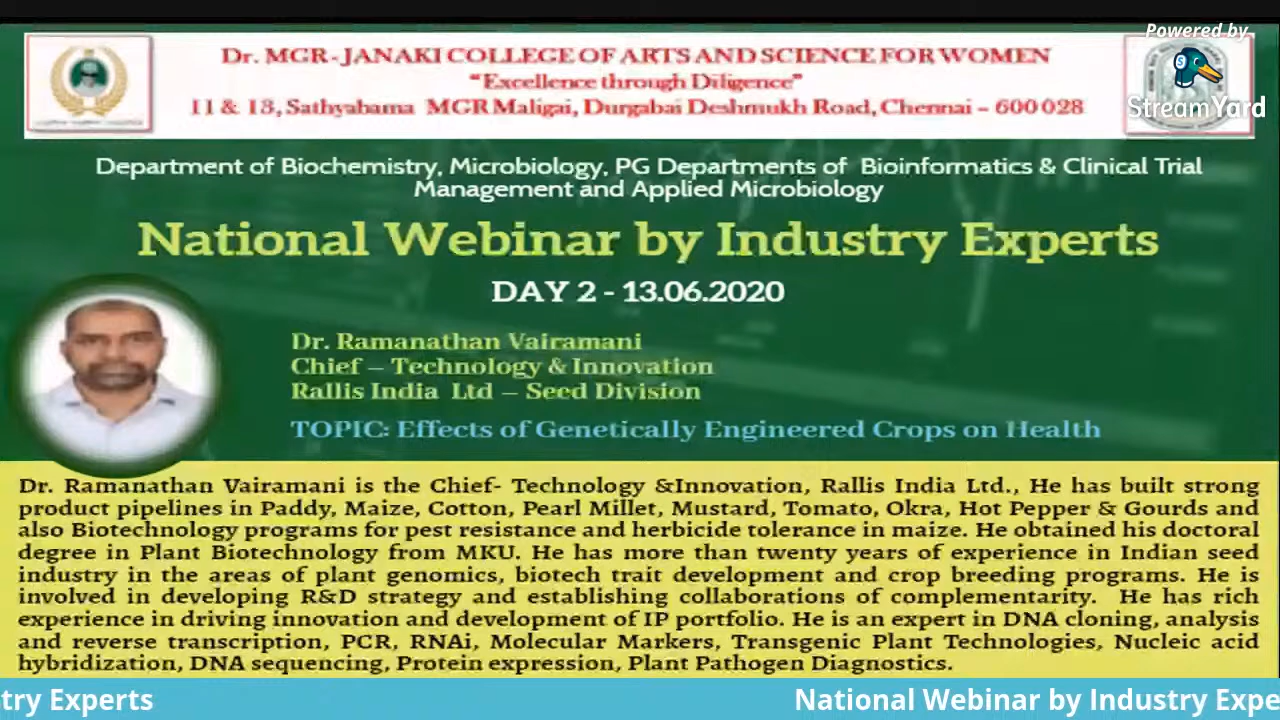 Powered by
StreamYard
Dr. MGR-JANAKI COLLEGE OF ARTS AND SCIENCE FOR WOMEN
"Excellence through Diligence"
11 & 13, Sathyabama MGR Maligai, Durgabai Deshmukh Road, Chennai – 600 028
Department of Biochemistry, Microbiology, PG Departments of Bioinformatics & Clinical Trial
Management and Applied Microbiology
National Webinar by Industry Experts
DAY 2 - 13.06.2020
Dr. Ramanathan Vairamani
Chief – Technology & Innovation
Rallis India Ltd – Seed Division
TOPIC: Effects of Genetically Engineered Crops on Health
Dr. Ramanathan Vairamani is the Chief- Technology &Innovation, Rallis India Ltd., He has built strong
product pipelines in Paddy, Maize, Cotton, Pearl Millet, Mustard, Tomato, Okra, Hot Pepper & Gourds and
also Biotechnology programs for pest resistance and herbicide tolerance in maize. He obtained his doctoral
degree in Plant Biotechnology from MKU. He has more than twenty years of experience in Indian seed
industry in the areas of plant genomics, biotech trait development and crop breeding programs. He is
involved in developing R&D strategy and establishing collaborations of complementarity. He has rich
experience in driving innovation and development of IP portfolio. He is an expert in DNA cloning, analysis
and reverse transcription, PCR, RNAi, Molecular Markers, Transgenic Plant Technologies, Nucleic acid
hybridization, DNA sequencing, Protein expression, Plant Pathogen Diagnostics.
try Experts National Webinar by Industry Expe